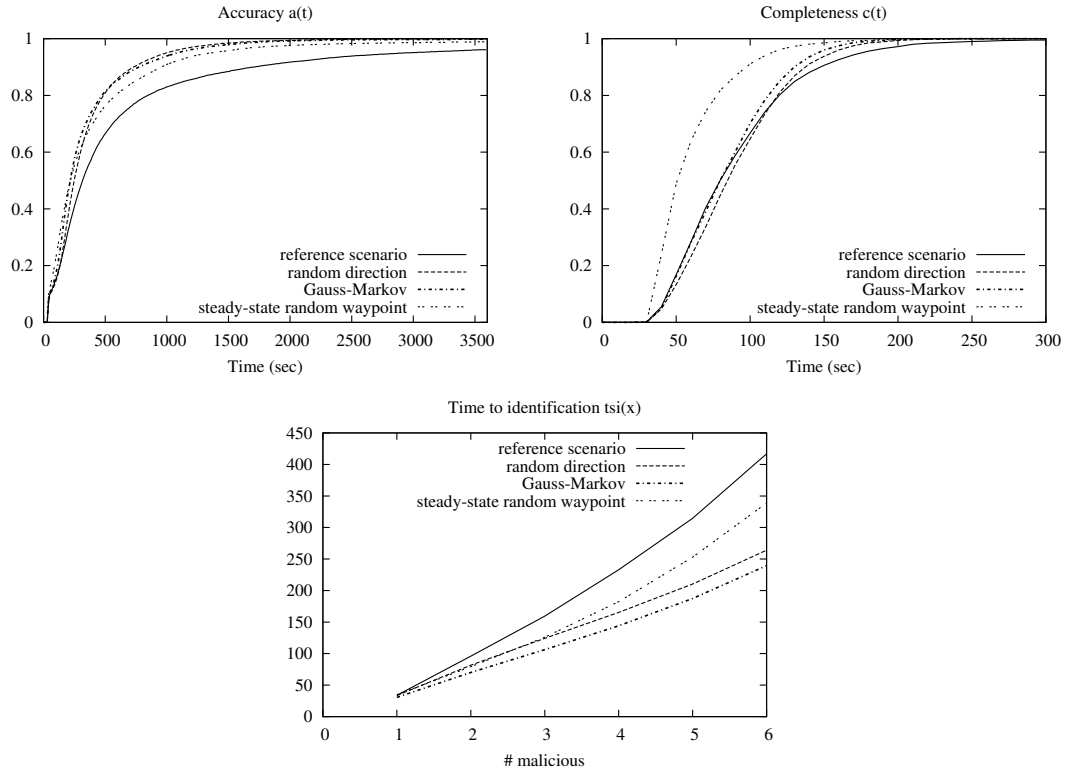 Accuracy a(t)
1
0.8
0.6
0.4
0.2
0
reference scenario
random direction
Gauss-Markov
steady-state random waypoint
0 500 1000 1500 2000 2500 3000 3500
Time (sec)
Completeness c(t)
1
0.8
0.6
0.4
0.2
0
reference scenario
random direction
Gauss-Markov
steady-state random waypoint
0 50 100 150 200 250 300
Time (sec)
Time to identification tsi(x)
450
400
350
300
250
200
150
100
50
0
reference scenario
random direction
Gauss-Markov
steady-state random waypoint
0 1 2 3 4 5 6
# malicious